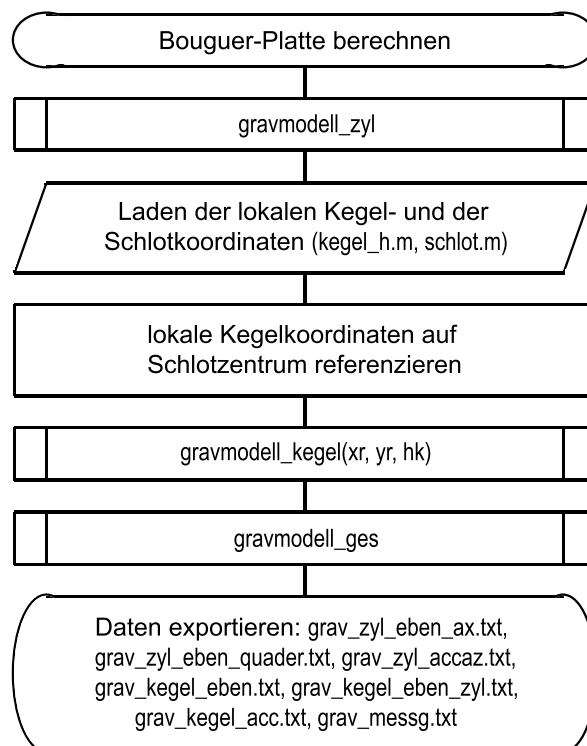 Bouguer-Platte berechnen
gravmodell_zyl
Laden der lokalen Kegel- und der
Schlotkoordinaten (kegel_h.m, schlot.m)
lokale Kegelkoordinaten auf
Schlotzentrum referenzieren
gravmodell_kegel(xr, yr, hk)
gravmodell_ges
Daten exportieren: grav_zyl_eben_ax.txt,
grav_zyl_eben_quader.txt, grav_zyl_accaz.txt,
grav_kegel_eben.txt, grav_kegel_eben_zyl.txt,
grav_kegel_acc.txt, grav_messg.txt